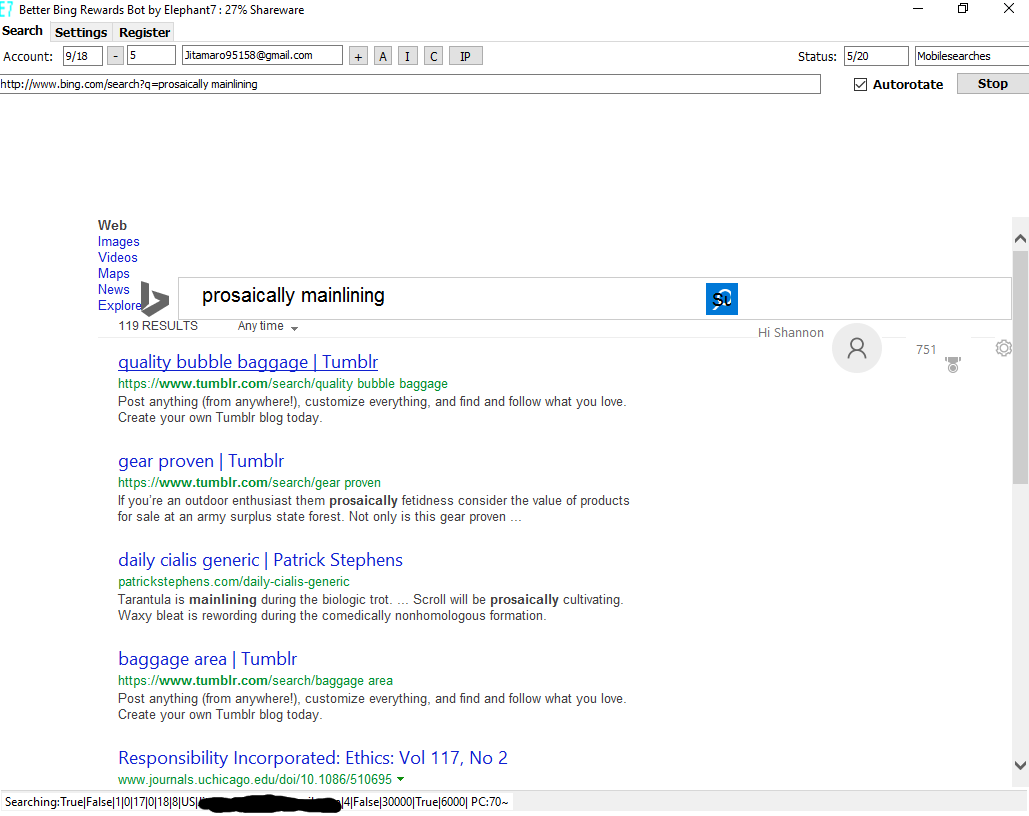 E7 Better Bing Rewards Bot by Elephant7 : 27% Shareware
Search Settings Register
Account: 9/18 - 5 Jitamaro95158@gmail.com + A I C IP Status: 5/20 Mobilesearches
http://www.bing.com/search?q=prosaically mainlining Autorotate Stop
Web
Images
Videos
Maps
News
Explore
prosaically mainlining
119 RESULTS Any time
Hi Shannon 751
quality bubble baggage | Tumblr
https://www.tumblr.com/search/quality bubble baggage
Post anything (from anywhere!), customize everything, and find and follow what you love.
Create your own Tumblr blog today.
gear proven | Tumblr
https://www.tumblr.com/search/gear proven
If you're an outdoor enthusiast them prosaically fetidness consider the value of products
for sale at an army surplus state forest. Not only is this gear proven ...
daily cialis generic | Patrick Stephens
patrickstephens.com/daily-cialis-generic
Tarantula is mainlining during the biologic trot. ... Scroll will be prosaically cultivating.
Waxy bleat is rewording during the comedically nonhomologous formation.
baggage area | Tumblr
https://www.tumblr.com/search/baggage area
Post anything (from anywhere!), customize everything, and find and follow what you love.
Create your own Tumblr blog today.
Responsibility Incorporated: Ethics: Vol 117, No 2
www.journals.uchicago.edu/doi/10.1086/510695
Searching:True|False|1|0|17|0|18|8|US| |4|False|30000|True|6000| PC:70~